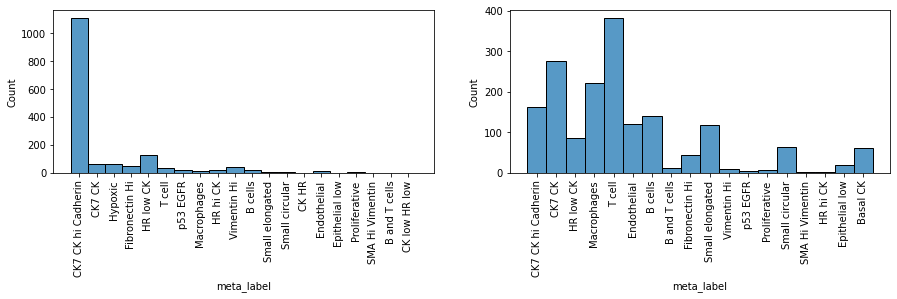 Count
1000
800
600
400
200
0
CK7 CK hi Cadherin
CK7 CK
Hypoxic
Fibronectin Hi
HR low CK
T cell
p53 EGFR
Macrophages
HR hi CK
Vimentin Hi
B cells
Small elongated
Small circular
CK HR
Endothelial
Epithelial low
Proliferative
SMA Hi Vimentin
B and T cells
CK low HR low
meta_label
Count
400
300
200
100
0
CK7 CK hi Cadherin
CK7 CK
HR low CK
Macrophages
T cell
Endothelial
B cells
B and T cells
Fibronectin Hi
Small elongated
Vimentin Hi
p53 EGFR
Proliferative
Small circular
SMA Hi Vimentin
HR hi CK
Epithelial low
Basal CK
meta_label